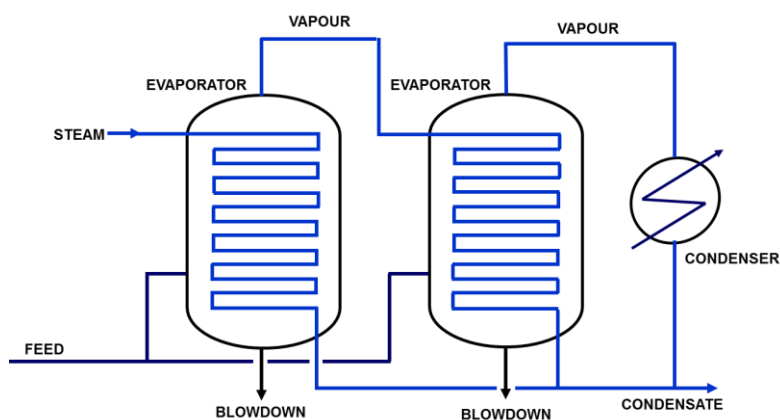 VAPOUR
VAPOUR
EVAPORATOR
EVAPORATOR
STEAM
CONDENSER
FEED
BLOWDOWN
BLOWDOWN
CONDENSATE